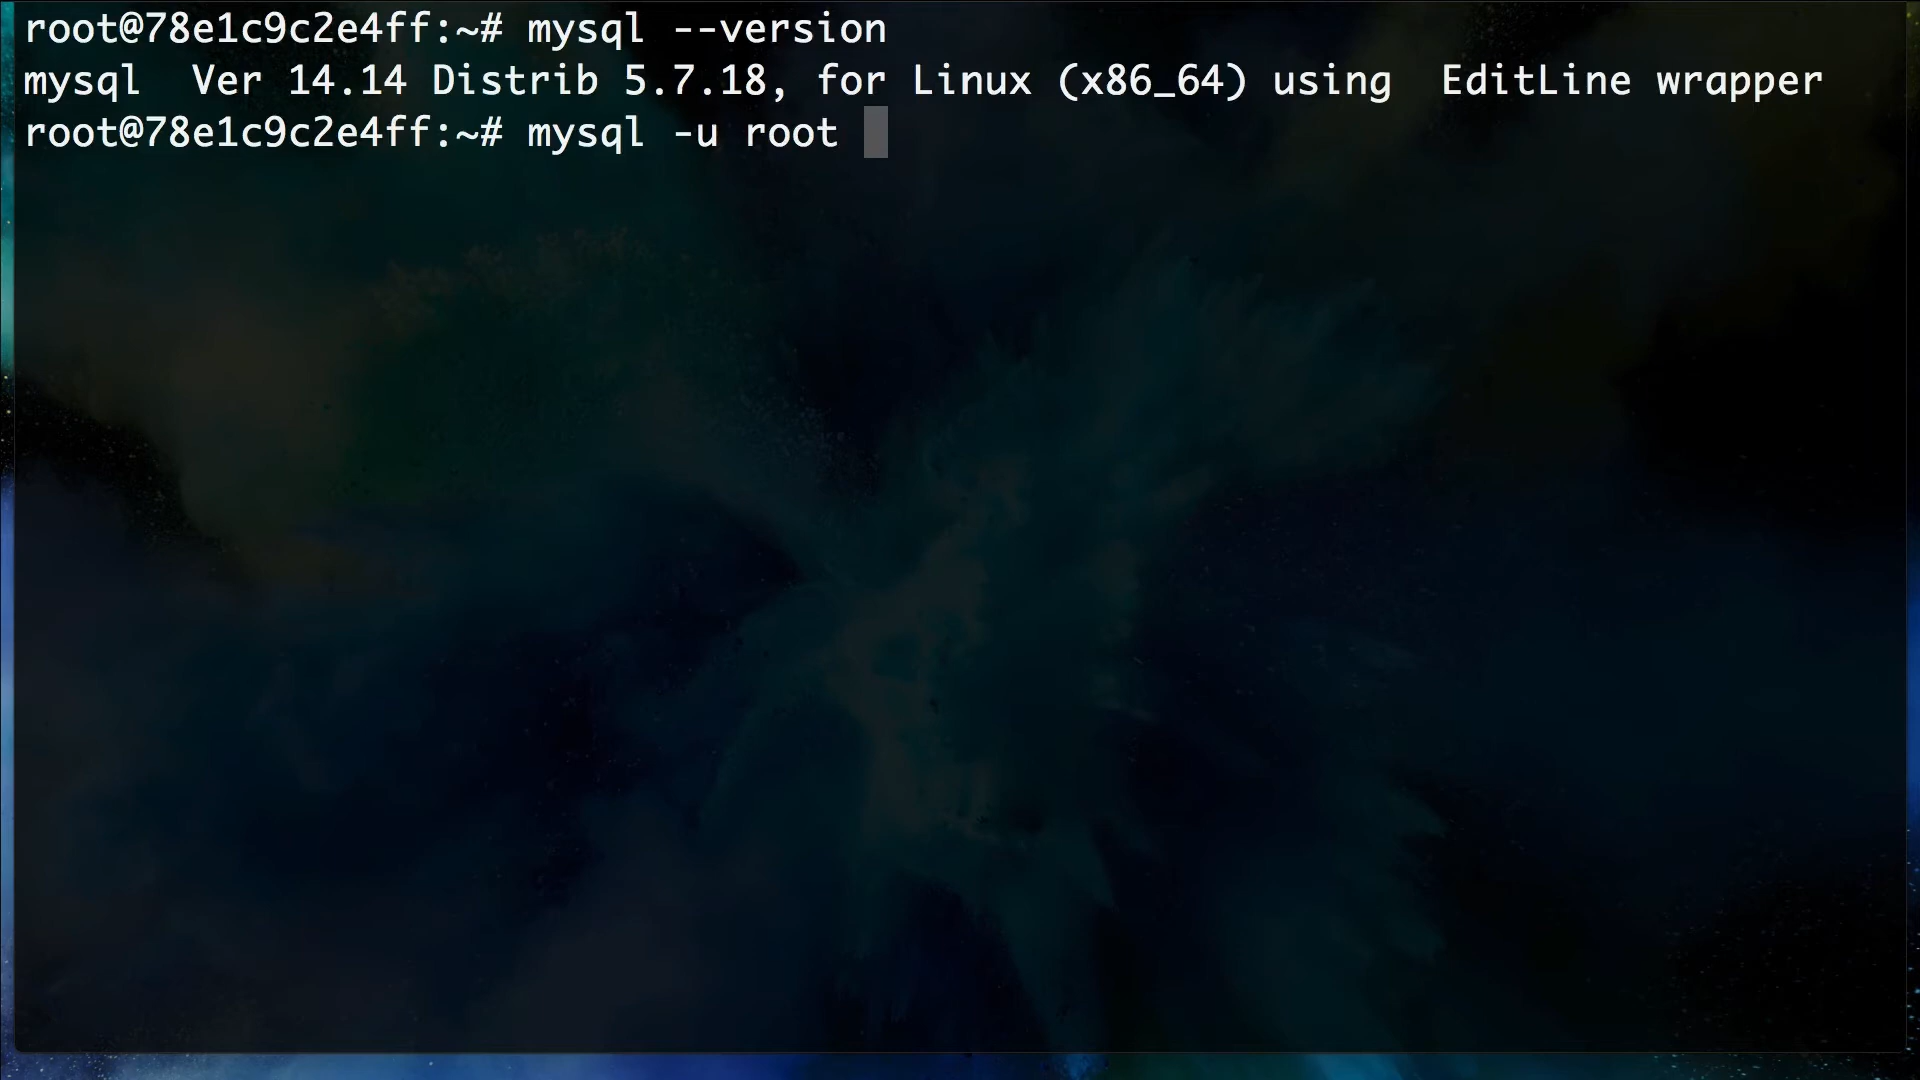 root@78e1c9c2e4ff:~# mysql --version
mysql  Ver 14.14 Distrib 5.7.18, for Linux (x86_64) using  EditLine wrapper
root@78e1c9c2e4ff:~# mysql -u root